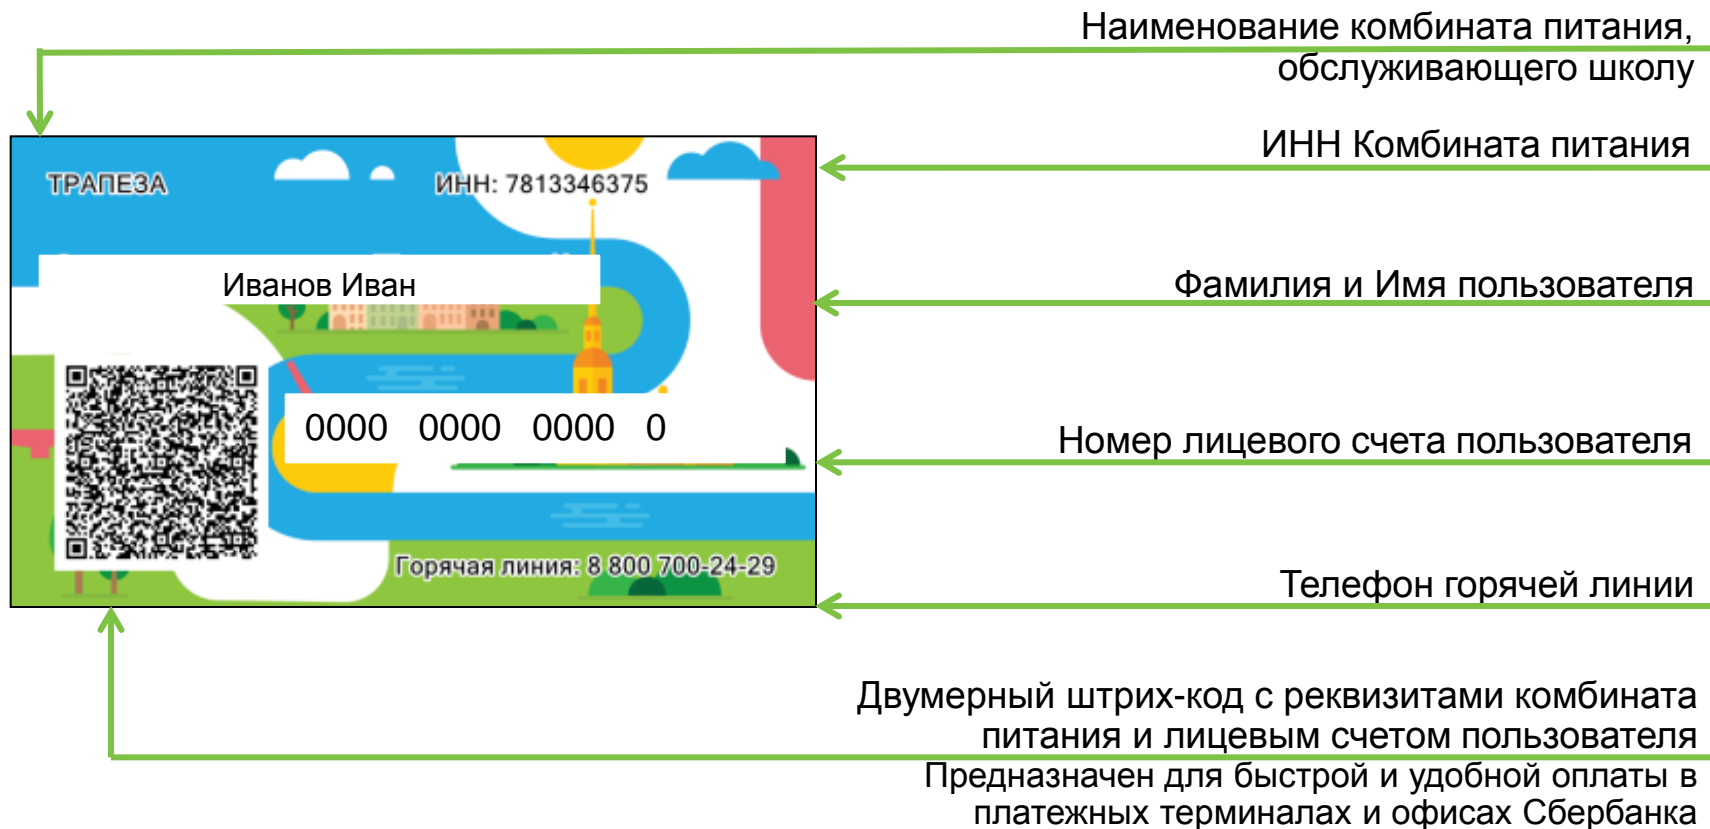 Наименование комбината питания,
обслуживающего школу
ИНН Комбината питания
ТРАПЕЗА
ИНН: 7813346375
Фамилия и Имя пользователя
Иванов Иван
0000 0000 0000 0
Номер лицевого счета пользователя
Горячая линия: 8 800 700-24-29
Телефон горячей линии
Двумерный штрих-код с реквизитами комбината
питания и лицевым счетом пользователя
Предназначен для быстрой и удобной оплаты в
платежных терминалах и офисах Сбербанка